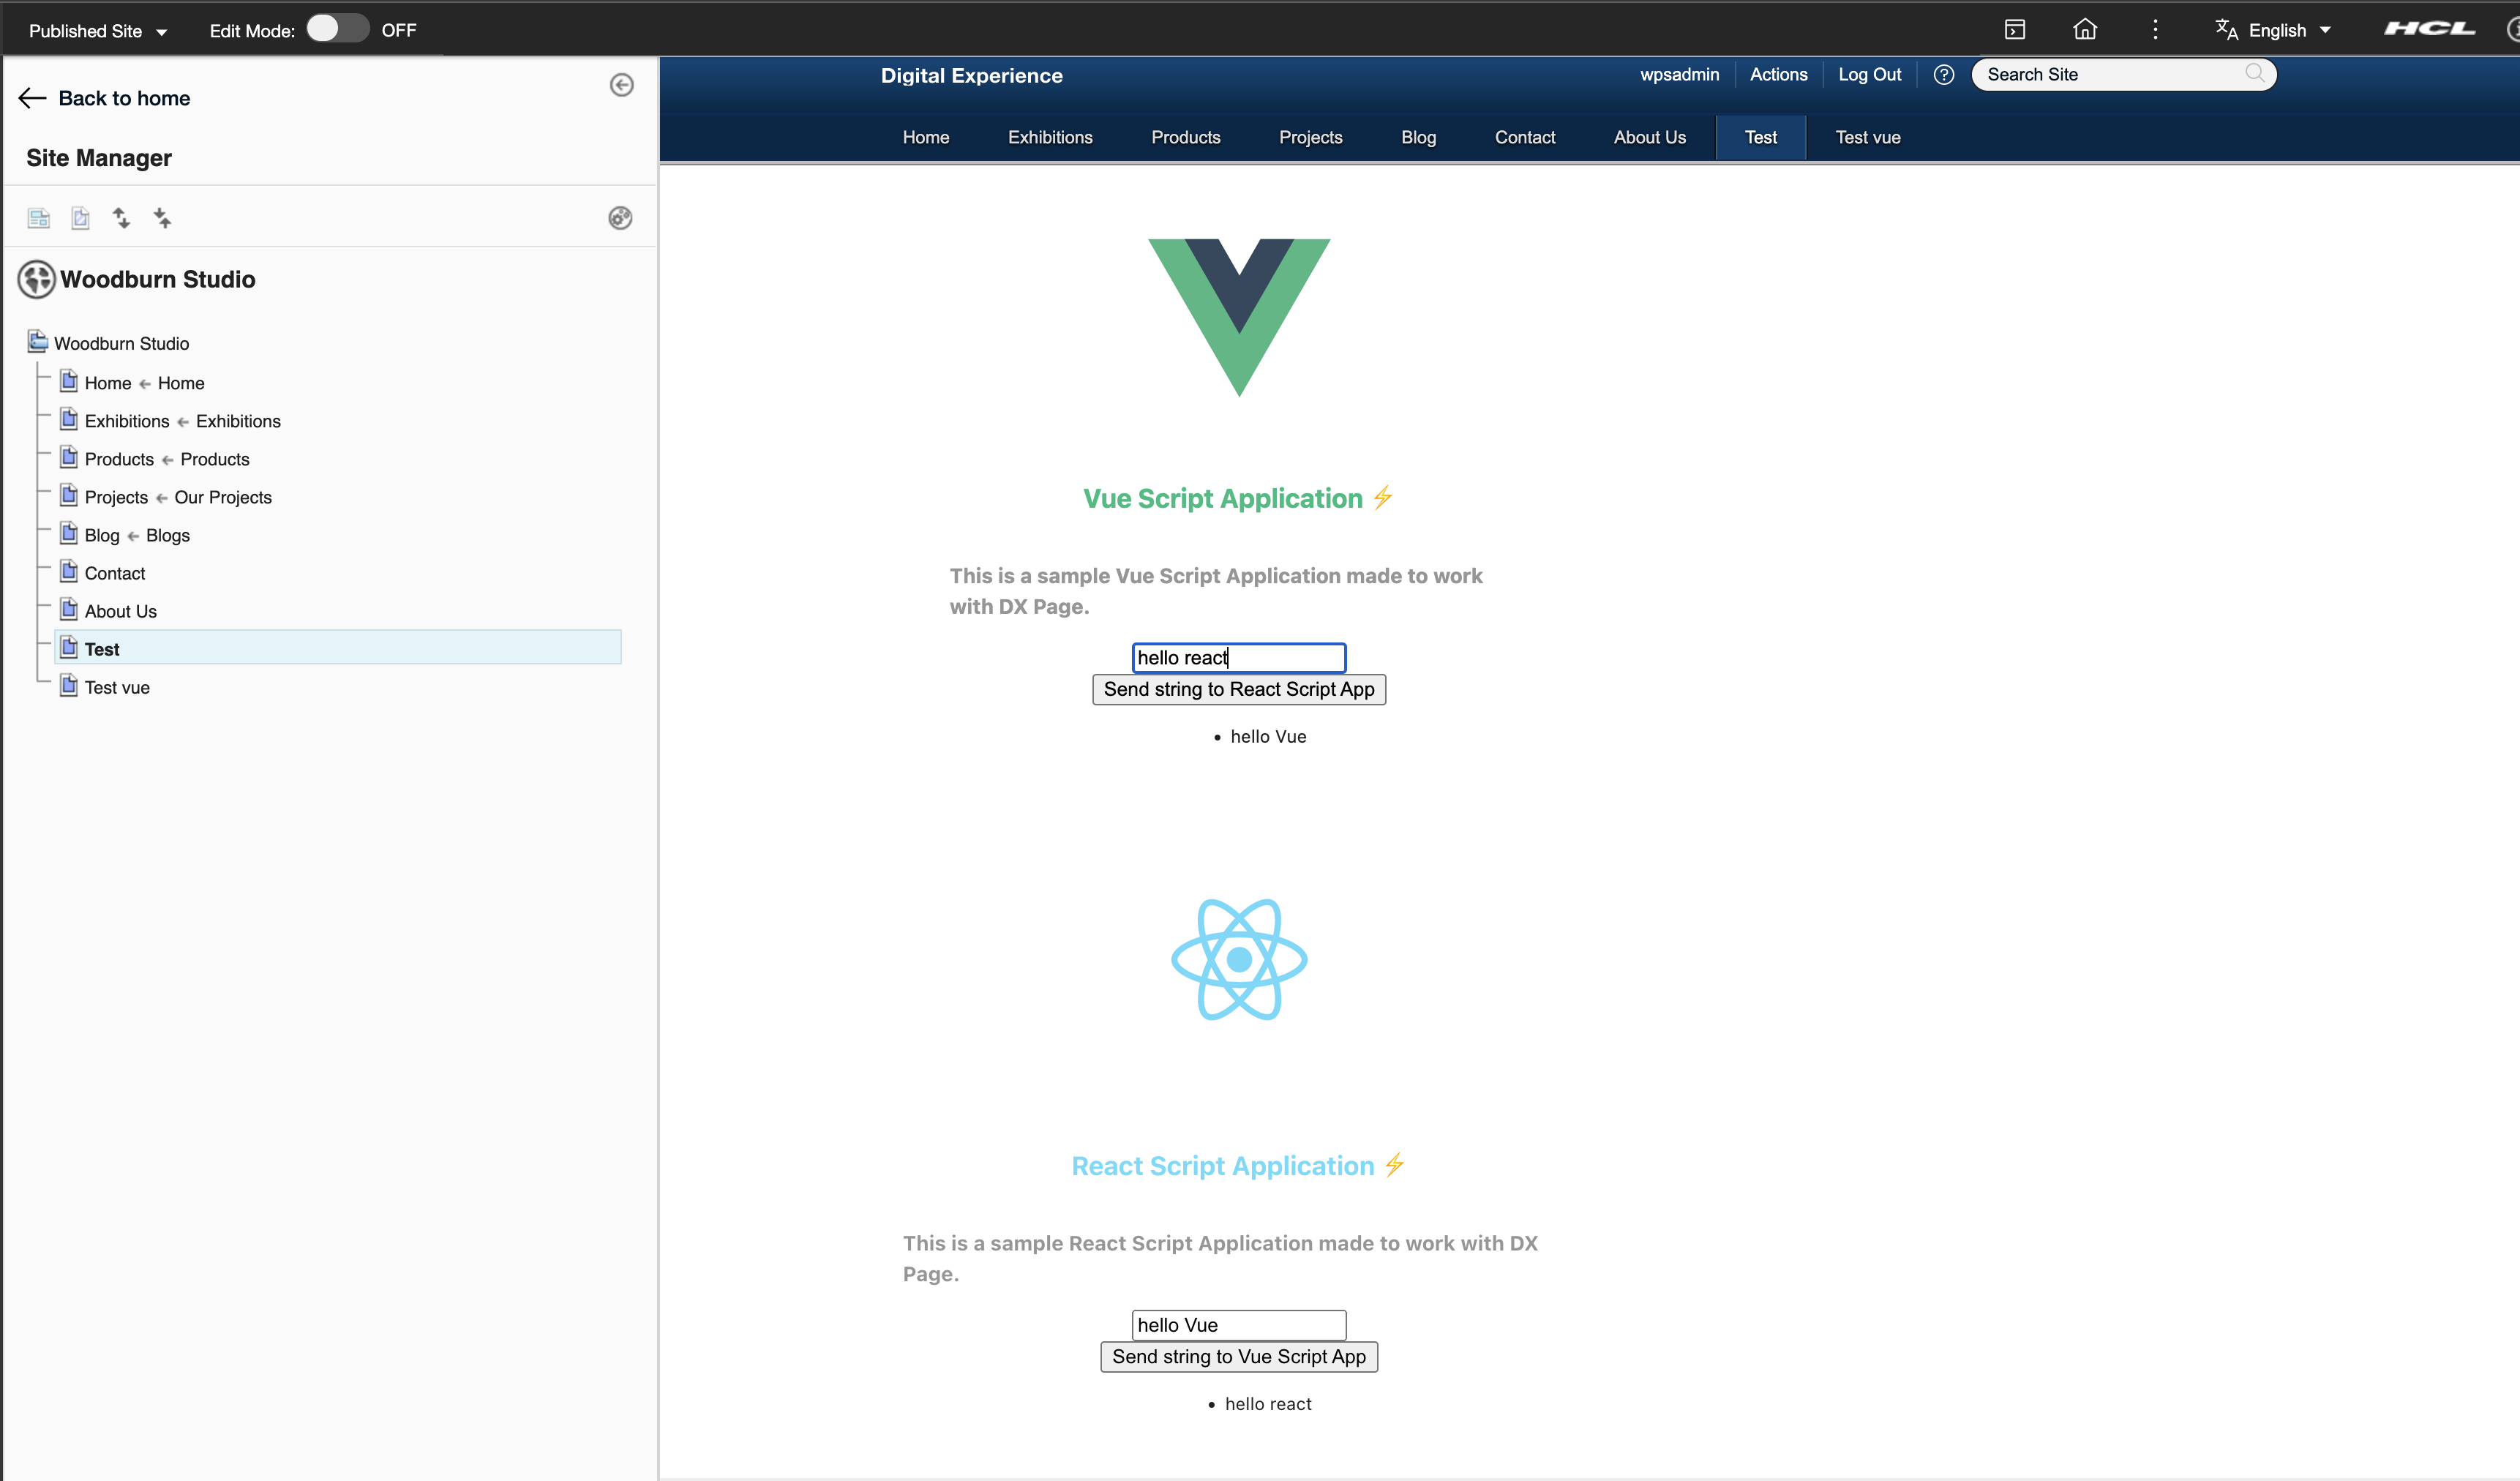 Published Site
Edit Mode: OFF
English
HCL
Back to home
Site Manager
Woodburn Studio
Woodburn Studio
Home ← Home
Exhibitions ← Exhibitions
Products ← Products
Projects ← Our Projects
Blog ← Blogs
Contact
About Us
Test
Test vue
Digital Experience
wpsadmin Actions Log Out ? Search Site
Home Exhibitions Products Projects Blog Contact About Us Test Test vue
Vue Script Application ⚡
This is a sample Vue Script Application made to work
with DX Page.
hello react
Send string to React Script App
• hello Vue
React Script Application ⚡
This is a sample React Script Application made to work with DX
Page.
hello Vue
Send string to Vue Script App
• hello react